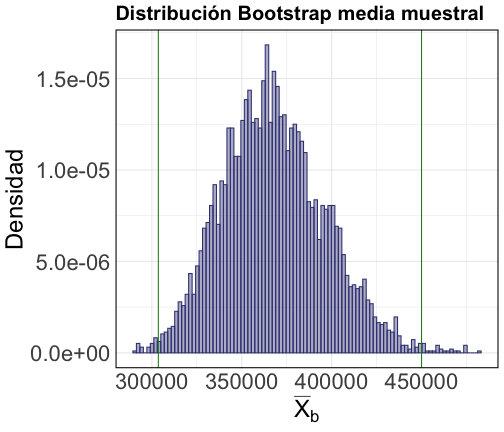 Distribución Bootstrap media muestral
Densidad
1.5e-05
1.0e-05
5.0e-06
0.0e+00
300000 350000 400000 450000
X̅b